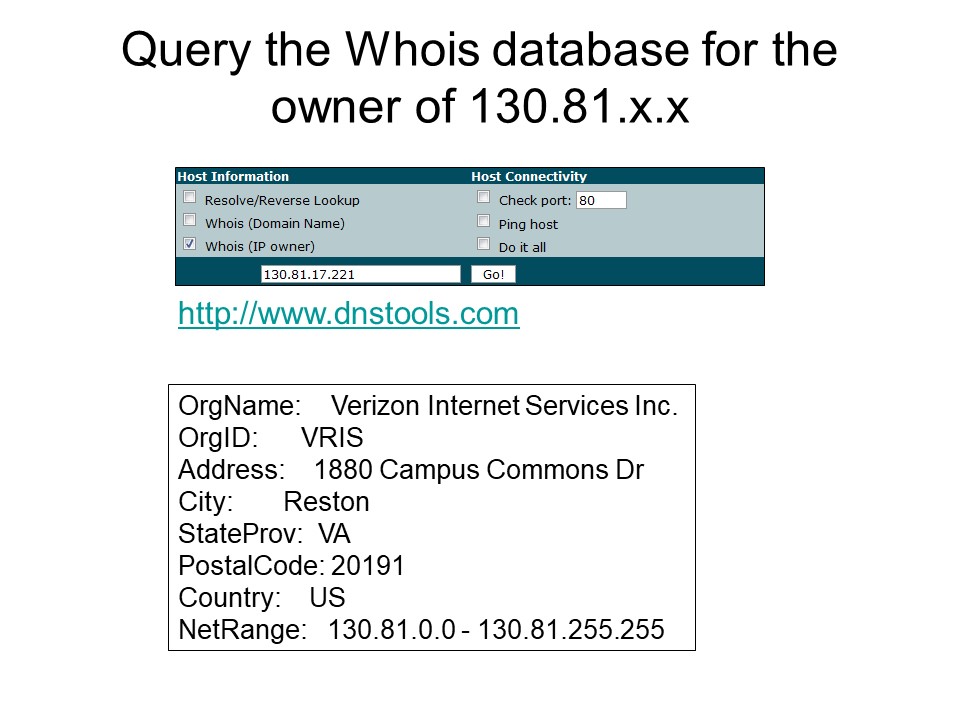 Query the Whois database for the
owner of 130.81.x.x
Host Information Host Connectivity
Resolve/Reverse Lookup Check port: 80
Whois (Domain Name) Ping host
Whois (IP owner) Do it all
130.81.17.221 Go!
http://www.dnstools.com
OrgName: Verizon Internet Services Inc.
OrgID: VRIS
Address: 1880 Campus Commons Dr
City: Reston
StateProv: VA
PostalCode: 20191
Country: US
NetRange: 130.81.0.0 - 130.81.255.255